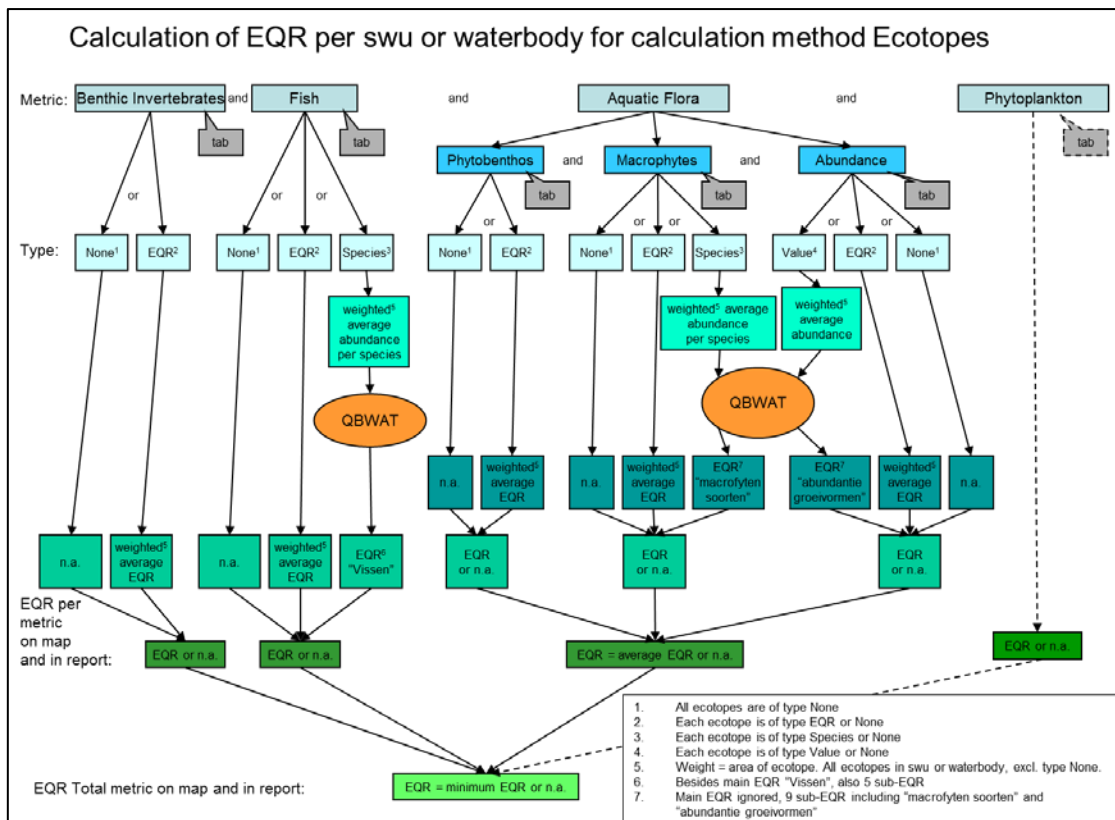 Calculation of EQR per swu or waterbody for calculation method Ecotopes
Metric: Benthic Invertebrates and Fish and Aquatic Flora and Phytoplankton
tab tab tab
Phytobenthos and Macrophytes and Abundance
tab tab tab
or or or or or or or or
Type: None¹ EQR² None¹ EQR² Species³ None¹ EQR² None¹ EQR² Species³ Value⁴ EQR² None¹
weighted⁵
average
abundance
per species
weighted⁵ average
abundance
per species
weighted⁵
average
abundance
QBWAT
QBWAT
n.a.
weighted⁵
average
EQR
n.a.
weighted⁵
average
EQR
EQR⁷
"macrofyten
soorten"
EQR⁷
"abundantie
groeivormen"
weighted⁵
average
EQR
n.a.
n.a.
weighted⁵
average
EQR
n.a.
weighted⁵
average
EQR
EQR⁶
"Vissen"
EQR
or n.a.
EQR
or n.a.
EQR
or n.a.
EQR per
metric
on map
and in report:
EQR or n.a. EQR or n.a. EQR = average EQR or n.a. EQR or n.a.
EQR Total metric on map and in report: EQR = minimum EQR or n.a.
1. All ecotopes are of type None
2. Each ecotope is of type EQR or None
3. Each ecotope is of type Species or None
4. Each ecotope is of type Value or None
5. Weight = area of ecotope. All ecotopes in swu or waterbody, excl. type None.
6. Besides main EQR "Vissen", also 5 sub-EQR
7. Main EQR ignored, 9 sub-EQR including "macrofyten soorten" and
"abundantie groeivormen"